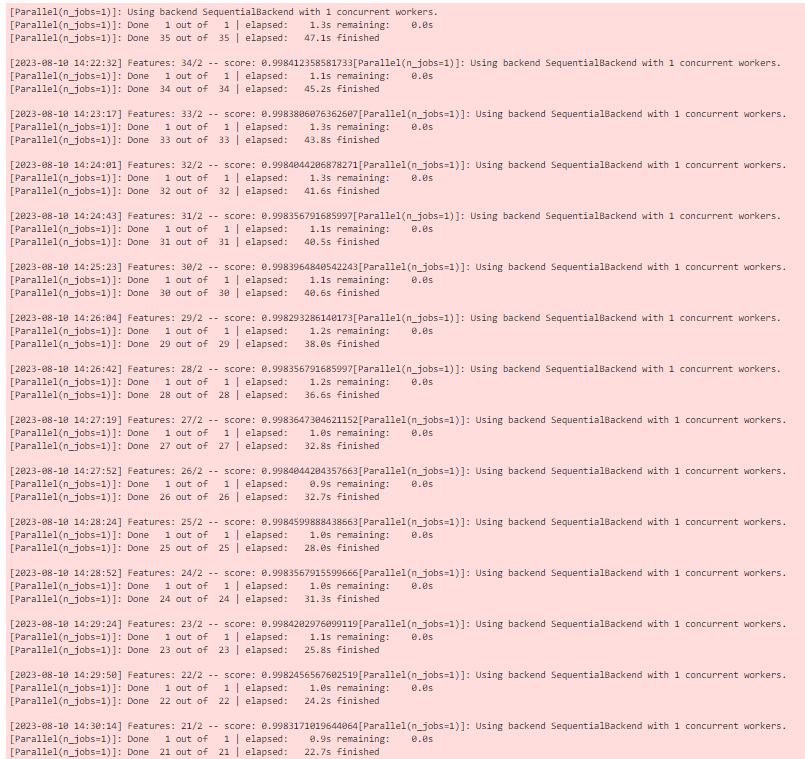 [Parallel(n_jobs=1)]: Using backend SequentialBackend with 1 concurrent workers.
[Parallel(n_jobs=1)]: Done   1 out of   1 | elapsed:    1.3s remaining:    0.0s
[Parallel(n_jobs=1)]: Done  35 out of  35 | elapsed:   47.1s finished

[2023-08-10 14:22:32] Features: 34/2 -- score: 0.998412358581733[Parallel(n_jobs=1)]: Using backend SequentialBackend with 1 concurrent workers.
[Parallel(n_jobs=1)]: Done   1 out of   1 | elapsed:    1.1s remaining:    0.0s
[Parallel(n_jobs=1)]: Done  34 out of  34 | elapsed:   45.2s finished

[2023-08-10 14:23:17] Features: 33/2 -- score: 0.9983806076362607[Parallel(n_jobs=1)]: Using backend SequentialBackend with 1 concurrent workers.
[Parallel(n_jobs=1)]: Done   1 out of   1 | elapsed:    1.3s remaining:    0.0s
[Parallel(n_jobs=1)]: Done  33 out of  33 | elapsed:   43.8s finished

[2023-08-10 14:24:01] Features: 32/2 -- score: 0.9984044206878271[Parallel(n_jobs=1)]: Using backend SequentialBackend with 1 concurrent workers.
[Parallel(n_jobs=1)]: Done   1 out of   1 | elapsed:    1.3s remaining:    0.0s
[Parallel(n_jobs=1)]: Done  32 out of  32 | elapsed:   41.6s finished

[2023-08-10 14:24:43] Features: 31/2 -- score: 0.998356791685997[Parallel(n_jobs=1)]: Using backend SequentialBackend with 1 concurrent workers.
[Parallel(n_jobs=1)]: Done   1 out of   1 | elapsed:    1.1s remaining:    0.0s
[Parallel(n_jobs=1)]: Done  31 out of  31 | elapsed:   40.5s finished

[2023-08-10 14:25:23] Features: 30/2 -- score: 0.9983964840542243[Parallel(n_jobs=1)]: Using backend SequentialBackend with 1 concurrent workers.
[Parallel(n_jobs=1)]: Done   1 out of   1 | elapsed:    1.1s remaining:    0.0s
[Parallel(n_jobs=1)]: Done  30 out of  30 | elapsed:   40.6s finished

[2023-08-10 14:26:04] Features: 29/2 -- score: 0.998293286140173[Parallel(n_jobs=1)]: Using backend SequentialBackend with 1 concurrent workers.
[Parallel(n_jobs=1)]: Done   1 out of   1 | elapsed:    1.2s remaining:    0.0s
[Parallel(n_jobs=1)]: Done  29 out of  29 | elapsed:   38.0s finished

[2023-08-10 14:26:42] Features: 28/2 -- score: 0.998356791685997[Parallel(n_jobs=1)]: Using backend SequentialBackend with 1 concurrent workers.
[Parallel(n_jobs=1)]: Done   1 out of   1 | elapsed:    1.2s remaining:    0.0s
[Parallel(n_jobs=1)]: Done  28 out of  28 | elapsed:   36.6s finished

[2023-08-10 14:27:19] Features: 27/2 -- score: 0.9983647304621152[Parallel(n_jobs=1)]: Using backend SequentialBackend with 1 concurrent workers.
[Parallel(n_jobs=1)]: Done   1 out of   1 | elapsed:    1.0s remaining:    0.0s
[Parallel(n_jobs=1)]: Done  27 out of  27 | elapsed:   32.8s finished

[2023-08-10 14:27:52] Features: 26/2 -- score: 0.9984044204357663[Parallel(n_jobs=1)]: Using backend SequentialBackend with 1 concurrent workers.
[Parallel(n_jobs=1)]: Done   1 out of   1 | elapsed:    0.9s remaining:    0.0s
[Parallel(n_jobs=1)]: Done  26 out of  26 | elapsed:   32.7s finished

[2023-08-10 14:28:24] Features: 25/2 -- score: 0.9984599888438663[Parallel(n_jobs=1)]: Using backend SequentialBackend with 1 concurrent workers.
[Parallel(n_jobs=1)]: Done   1 out of   1 | elapsed:    1.0s remaining:    0.0s
[Parallel(n_jobs=1)]: Done  25 out of  25 | elapsed:   28.0s finished

[2023-08-10 14:28:52] Features: 24/2 -- score: 0.9983567915599666[Parallel(n_jobs=1)]: Using backend SequentialBackend with 1 concurrent workers.
[Parallel(n_jobs=1)]: Done   1 out of   1 | elapsed:    1.0s remaining:    0.0s
[Parallel(n_jobs=1)]: Done  24 out of  24 | elapsed:   31.3s finished

[2023-08-10 14:29:24] Features: 23/2 -- score: 0.9984202976099119[Parallel(n_jobs=1)]: Using backend SequentialBackend with 1 concurrent workers.
[Parallel(n_jobs=1)]: Done   1 out of   1 | elapsed:    1.1s remaining:    0.0s
[Parallel(n_jobs=1)]: Done  23 out of  23 | elapsed:   25.8s finished

[2023-08-10 14:29:50] Features: 22/2 -- score: 0.9982456567602519[Parallel(n_jobs=1)]: Using backend SequentialBackend with 1 concurrent workers.
[Parallel(n_jobs=1)]: Done   1 out of   1 | elapsed:    1.0s remaining:    0.0s
[Parallel(n_jobs=1)]: Done  22 out of  22 | elapsed:   24.2s finished

[2023-08-10 14:30:14] Features: 21/2 -- score: 0.9983171019644064[Parallel(n_jobs=1)]: Using backend SequentialBackend with 1 concurrent workers.
[Parallel(n_jobs=1)]: Done   1 out of   1 | elapsed:    0.9s remaining:    0.0s
[Parallel(n_jobs=1)]: Done  21 out of  21 | elapsed:   22.7s finished